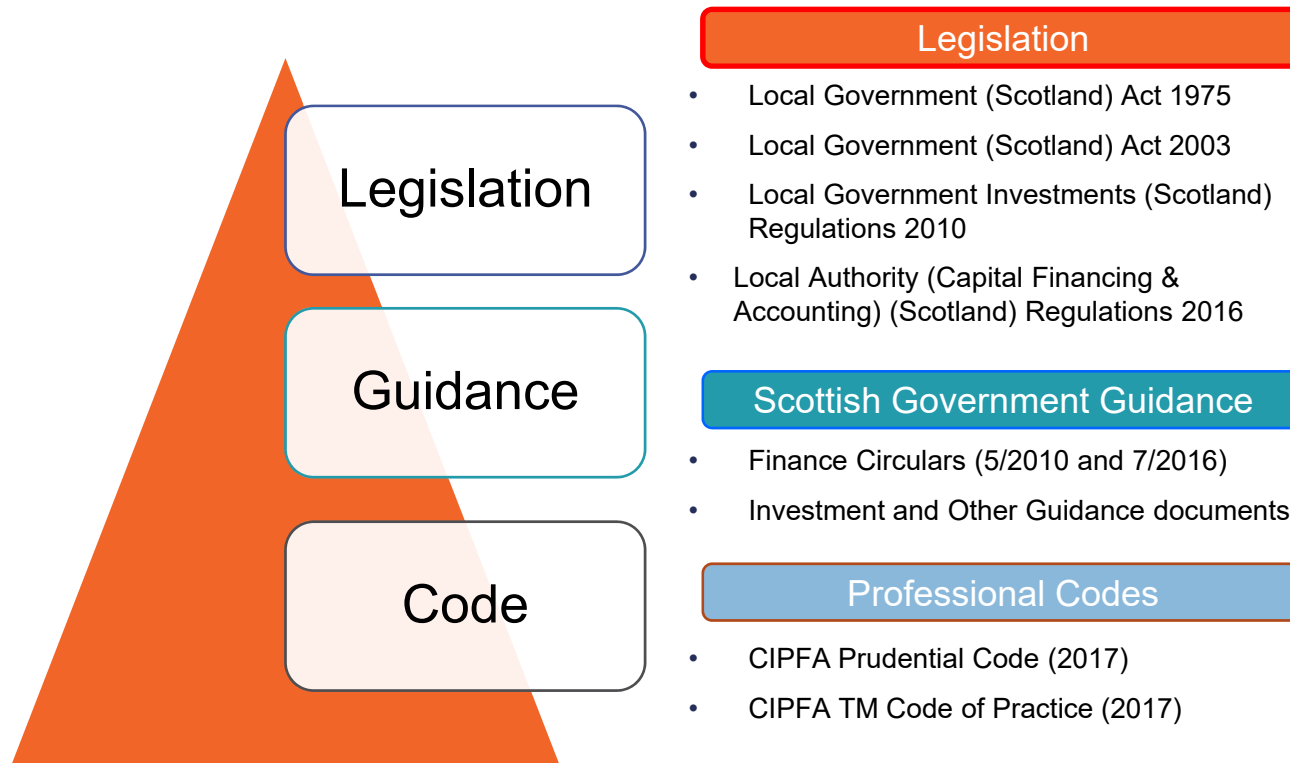 Legislation
Guidance
Code
Legislation
• Local Government (Scotland) Act 1975
• Local Government (Scotland) Act 2003
• Local Government Investments (Scotland)
Regulations 2010
• Local Authority (Capital Financing &
Accounting) (Scotland) Regulations 2016
Scottish Government Guidance
• Finance Circulars (5/2010 and 7/2016)
• Investment and Other Guidance documents
Professional Codes
• CIPFA Prudential Code (2017)
• CIPFA TM Code of Practice (2017)